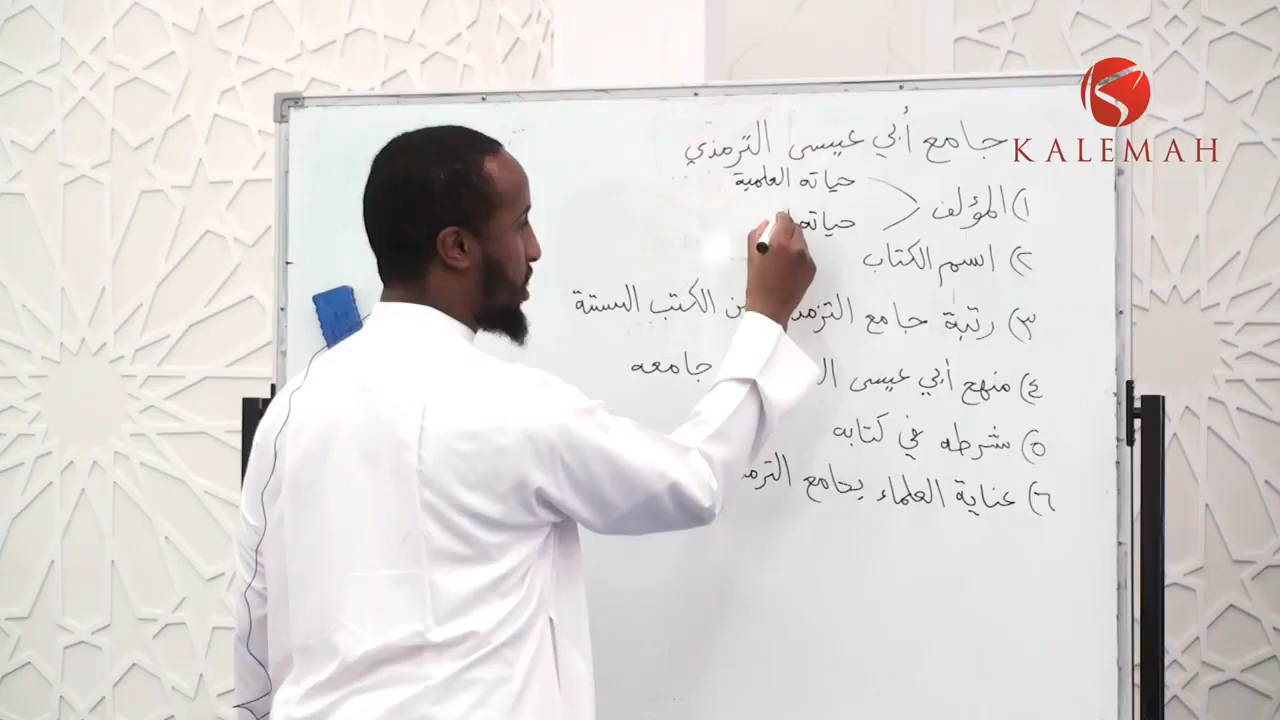 جامع أبي عيسى الترمذي
KALEMAH
حياته العلمية
١) المؤلف
حياته
٢) اسم الكتاب
٣) رتبة جامع الكتب الستة
٤) منهج أبي عيسى جامعه
٥) شرطه في كتابه
٦) عناية العلماء بجامع